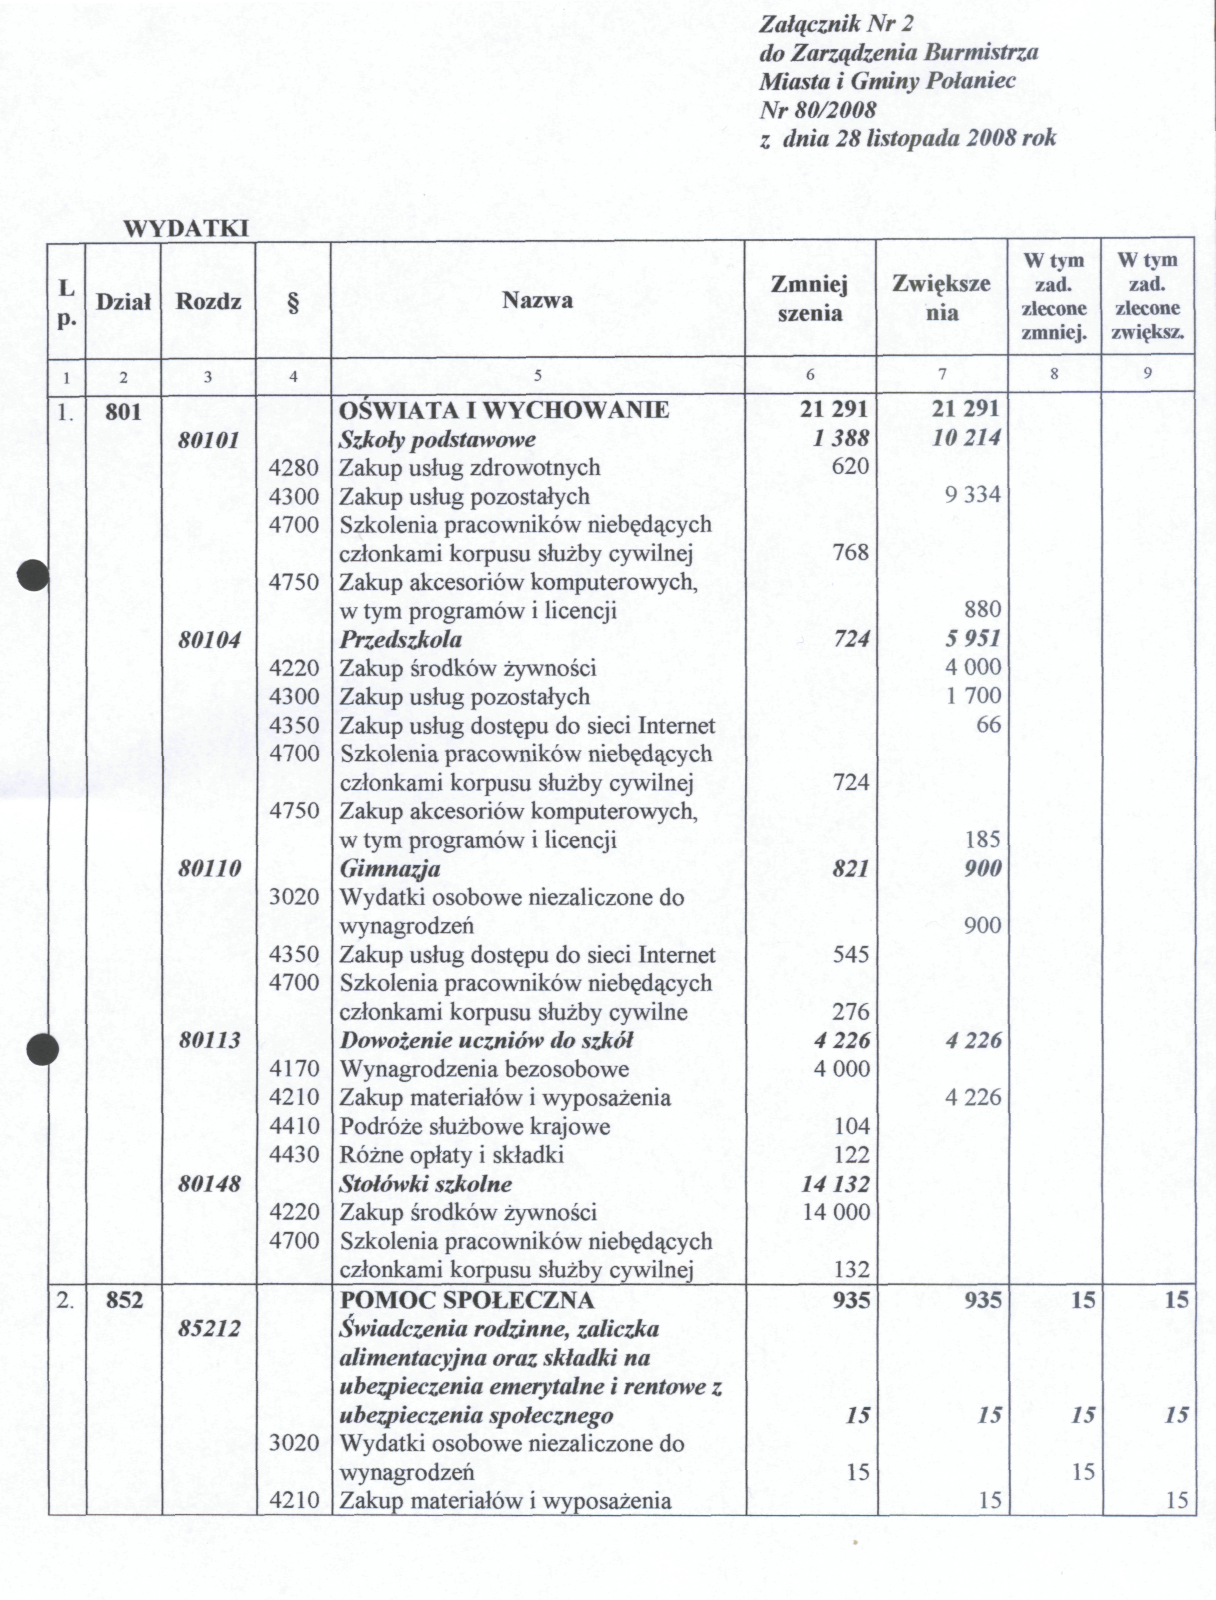 Załącznik Nr 2
do Zarządzenia Burmistrza
Miasta i Gminy Połaniec
Nr 80/2008
z dnia 28 listopada 2008 rok
WYDATKI
L p. Dział Rozdz § Nazwa Zmniej szenia Zwiększe nia W tym zad. zlecone zmniej. W tym zad. zlecone zwiększ.
1 2 3 4 5 6 7 8 9
1. 801 OŚWIATA I WYCHOWANIE 21 291 21 291
80101 Szkoły podstawowe 1 388 10 214
4280 Zakup usług zdrowotnych 620
4300 Zakup usług pozostałych 9 334
4700 Szkolenia pracowników niebędących
członkami korpusu służby cywilnej 768
4750 Zakup akcesoriów komputerowych,
w tym programów i licencji 880
80104 Przedszkola 724 5 951
4220 Zakup środków żywności 4 000
4300 Zakup usług pozostałych 1 700
4350 Zakup usług dostępu do sieci Internet 66
4700 Szkolenia pracowników niebędących
członkami korpusu służby cywilnej 724
4750 Zakup akcesoriów komputerowych,
w tym programów i licencji 185
80110 Gimnazja 821 900
3020 Wydatki osobowe niezaliczone do
wynagrodzeń 900
4350 Zakup usług dostępu do sieci Internet 545
4700 Szkolenia pracowników niebędących
członkami korpusu służby cywilne 276
80113 Dowożenie uczniów do szkół 4 226 4 226
4170 Wynagrodzenia bezosobowe 4 000
4210 Zakup materiałów i wyposażenia 4 226
4410 Podróże służbowe krajowe 104
4430 Różne opłaty i składki 122
80148 Stołówki szkolne 14 132
4220 Zakup środków żywności 14 000
4700 Szkolenia pracowników niebędących
członkami korpusu służby cywilnej 132
2. 852 POMOC SPOŁECZNA 935 935 15 15
85212 Świadczenia rodzinne, zaliczka
alimentacyjna oraz składki na
ubezpieczenia emerytalne i rentowe z
ubezpieczenia społecznego 15 15 15 15
3020 Wydatki osobowe niezaliczone do
wynagrodzeń 15 15
4210 Zakup materiałów i wyposażenia 15 15